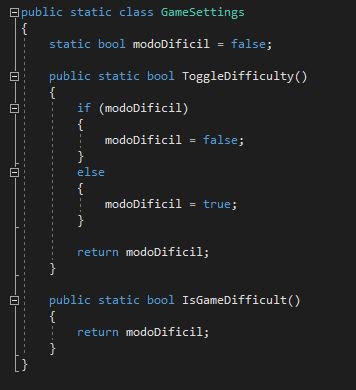 public static class GameSettings
{
static bool modoDificil = false;
public static bool ToggleDifficulty()
{
if (modoDificil)
{
modoDificil = false;
}
else
{
modoDificil = true;
}
return modoDificil;
}
public static bool IsGameDifficult()
{
return modoDificil;
}
}